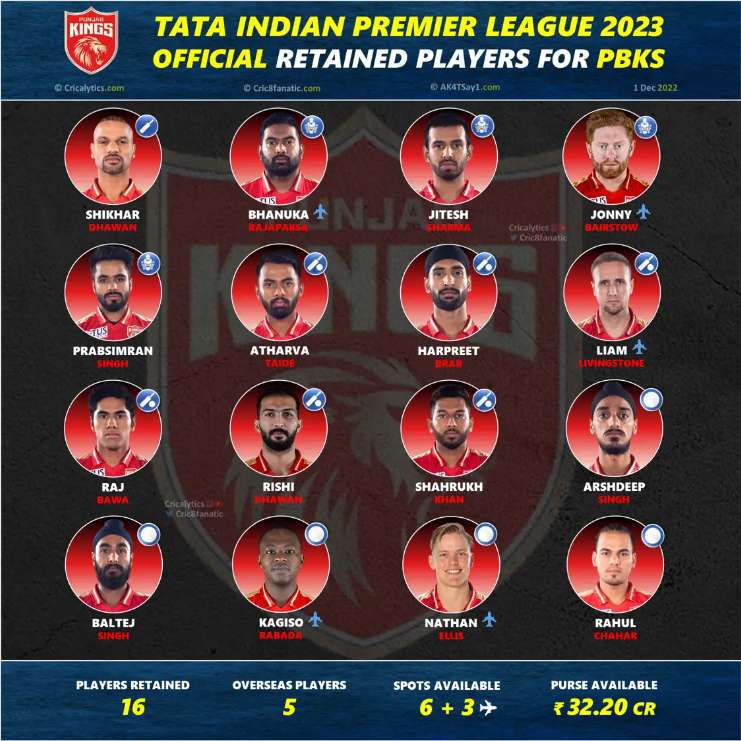 PUNJAB
KINGS
TATA INDIAN PREMIER LEAGUE 2023
OFFICIAL RETAINED PLAYERS FOR PBKS
© Cricalytics.com © Cric8fanatic.com © AK4TSay1.com 1 Dec 2022
SHIKHAR BHANUKA JITESH JONNY
DHAWAN RAJAPAKSA SHARMA BAIRSTOW
Cricalytics
Cric8fanatic
PRABSIMRAN ATHARVA HARPREET LIAM
SINGH TAIDE BRAR LIVINGSTONE
RAJ RISHI SHAHRUKH ARSHDEEP
BAWA DHAWAN KHAN SINGH
Cricalytics
Cric8fanatic
BALTEJ KAGISO NATHAN RAHUL
SINGH RABADA ELLIS CHAHAR
PLAYERS RETAINED OVERSEAS PLAYERS SPOTS AVAILABLE PURSE AVAILABLE
16 5 6 + 3 ₹ 32.20 CR